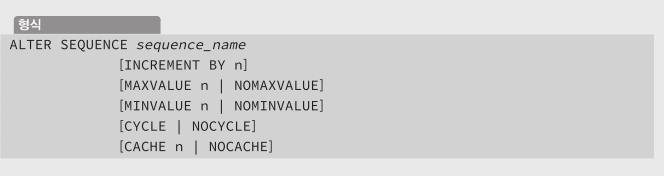 형식
ALTER SEQUENCE sequence_name
[INCREMENT BY n]
[MAXVALUE n | NOMAXVALUE]
[MINVALUE n | NOMINVALUE]
[CYCLE | NOCYCLE]
[CACHE n | NOCACHE]